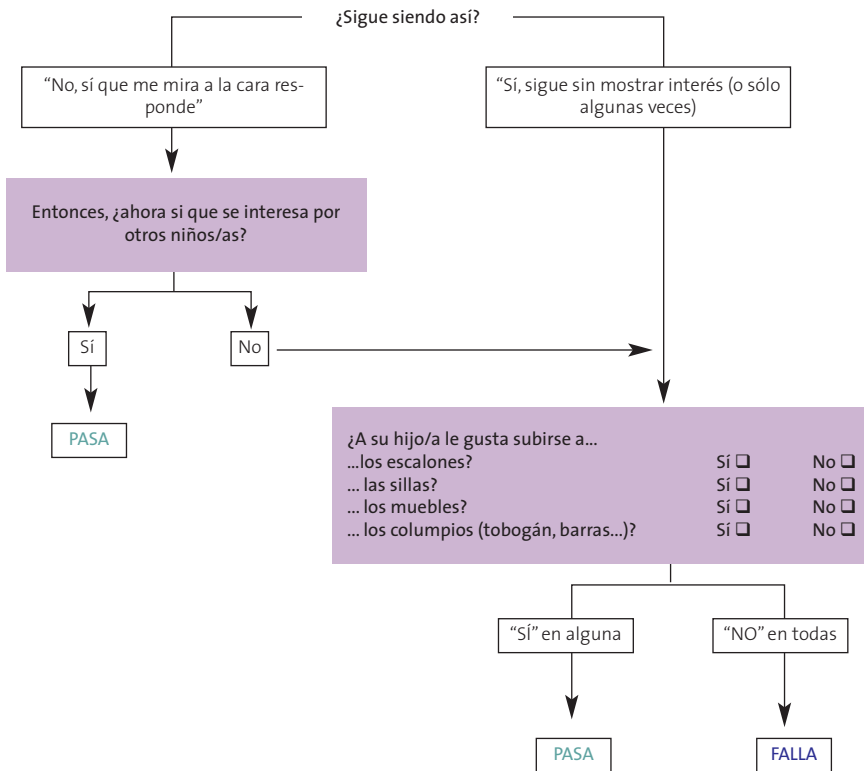 ¿Sigue siendo así?
“No, sí que me mira a la cara res-
ponde”
“Sí, sigue sin mostrar interés (o sólo
algunas veces)
Entonces, ¿ahora si que se interesa por
otros niños/as?
Sí
No
PASA
¿A su hijo/a le gusta subirse a...
...los escalones? Sí ❑ No ❑
... las sillas? Sí ❑ No ❑
... los muebles? Sí ❑ No ❑
... los columpios (tobogán, barras...)? Sí ❑ No ❑
“SÍ” en alguna
“NO” en todas
PASA
FALLA